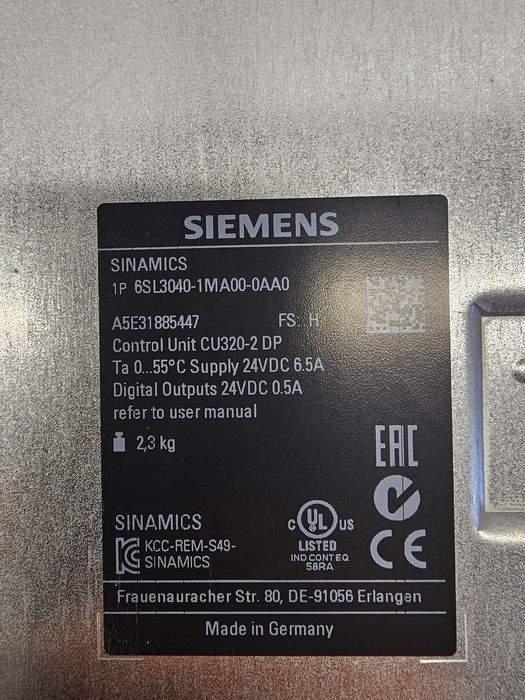 SIEMENS
SINAMICS
1P 6SL3040-1MA00-0AA0
A5E31885447 FS: H
Control Unit CU320-2 DP
Ta 0...55°C Supply 24VDC 6.5A
Digital Outputs 24VDC 0.5A
refer to user manual
2,3 kg
EAC
SINAMICS
KCC-REM-S49-
SINAMICS
C UL US
LISTED
IND CONT EQ
58RA
CE
Frauenauracher Str. 80, DE-91056 Erlangen
Made in Germany